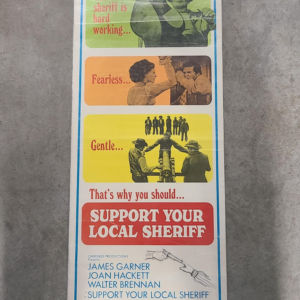 sheriff is
hard
working...
Fearless...
Gentle...
That's why you should...
SUPPORT YOUR
LOCAL SHERIFF
JAMES GARNER
JOAN HACKETT
WALTER BRENNAN
SUPPORT YOUR LOCAL SHERIFF